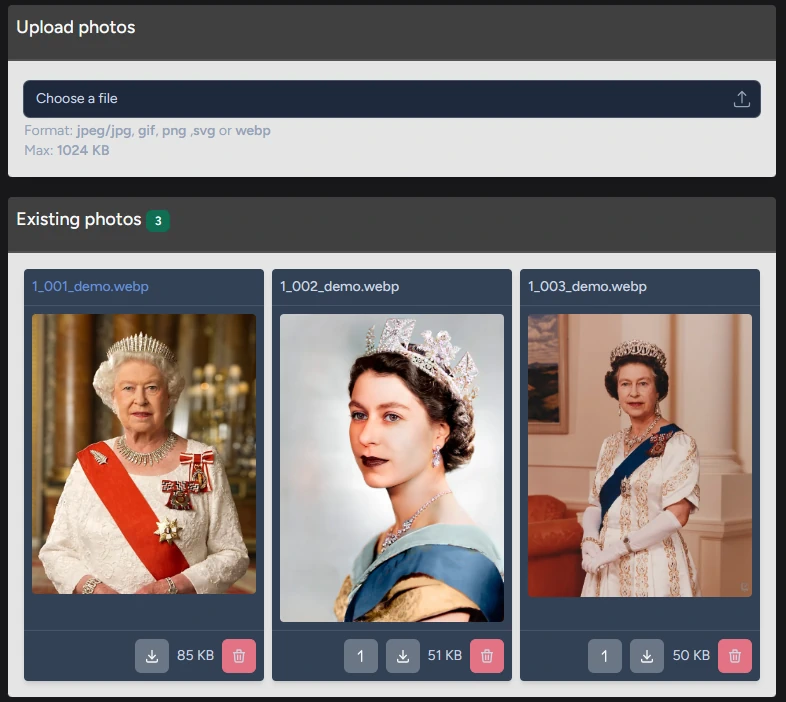 Upload photos
Choose a file
Format: jpeg/jpg, gif, png ,svg or webp
Max: 1024 KB
Existing photos 3
1_001_demo.webp
1_002_demo.webp
1_003_demo.webp
85 KB
1
51 KB
1
50 KB